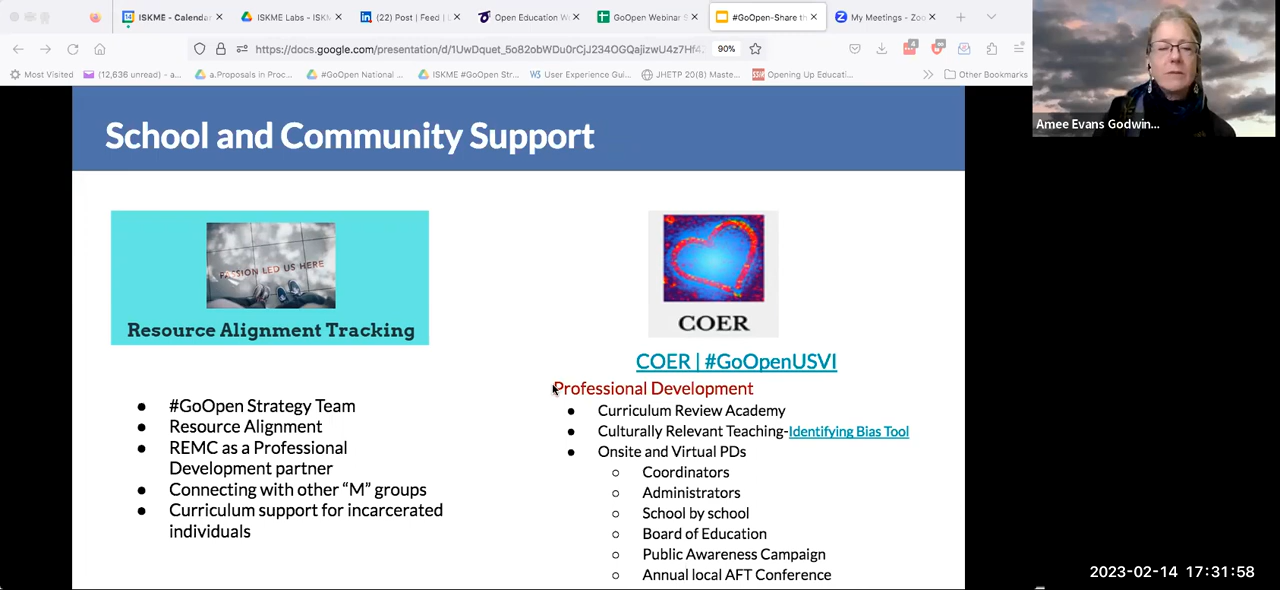 ISKME - Calendar
ISKME Labs - ISKM
(22) Post | Feed | L
Open Education W
GoOpen Webinar S
#GoOpen-Share th
My Meetings - Zoo
https://docs.google.com/presentation/d/1UwDquet_5o82obWDu0rCjJ234OGQajizwU4z7Hf4.
90%
Most Visited
(12,636 unread) - a...
a.Proposals in Proc...
#GoOpen National ...
ISKME #GoOpen Str...
User Experience Gui...
JHETP 20(8) Maste...
Opening Up Educati...
Other Bookmarks
Amee Evans Godwin...
School and Community Support
PASSION LED US HERE
Resource Alignment Tracking
#GoOpen Strategy Team
Resource Alignment
REMC as a Professional
Development partner
Connecting with other “M” groups
Curriculum support for incarcerated
individuals
COER
COER | #GoOpenUSVI
Professional Development
Curriculum Review Academy
Culturally Relevant Teaching-Identifying Bias Tool
Onsite and Virtual PDs
Coordinators
Administrators
School by school
Board of Education
Public Awareness Campaign
Annual local AFT Conference
2023-02-14 17:31:58